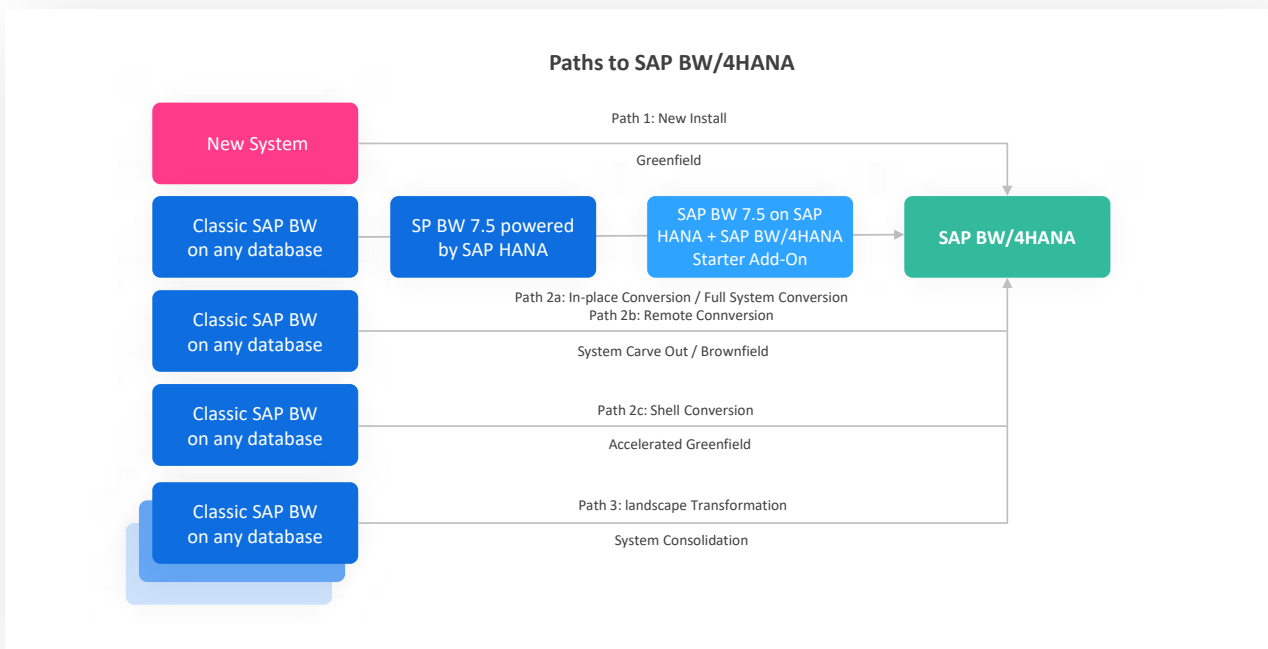 Paths to SAP BW/4HANA
New System
Path 1: New Install
Greenfield
Classic SAP BW
on any database
SP BW 7.5 powered
by SAP HANA
SAP BW 7.5 on SAP
HANA + SAP BW/4HANA
Starter Add-On
SAP BW/4HANA
Path 2a: In-place Conversion / Full System Conversion
Classic SAP BW
on any database
Path 2b: Remote Connversion
System Carve Out / Brownfield
Classic SAP BW
on any database
Path 2c: Shell Conversion
Accelerated Greenfield
Classic SAP BW
on any database
Path 3: landscape Transformation
System Consolidation